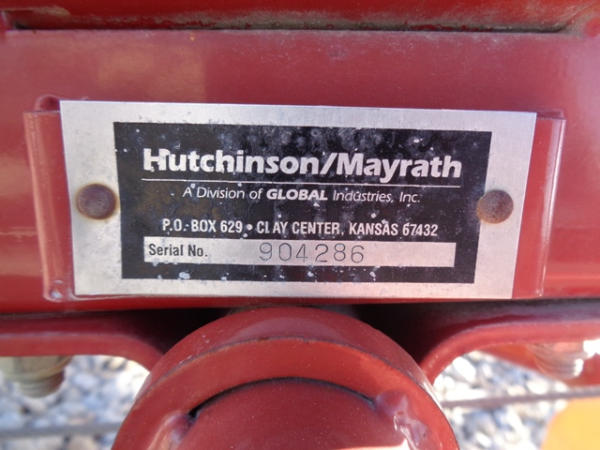 Hutchinson/Mayrath
A Division of GLOBAL Industries, Inc.
P.O. BOX 629 • CLAY CENTER, KANSAS 67432
Serial No. 904286